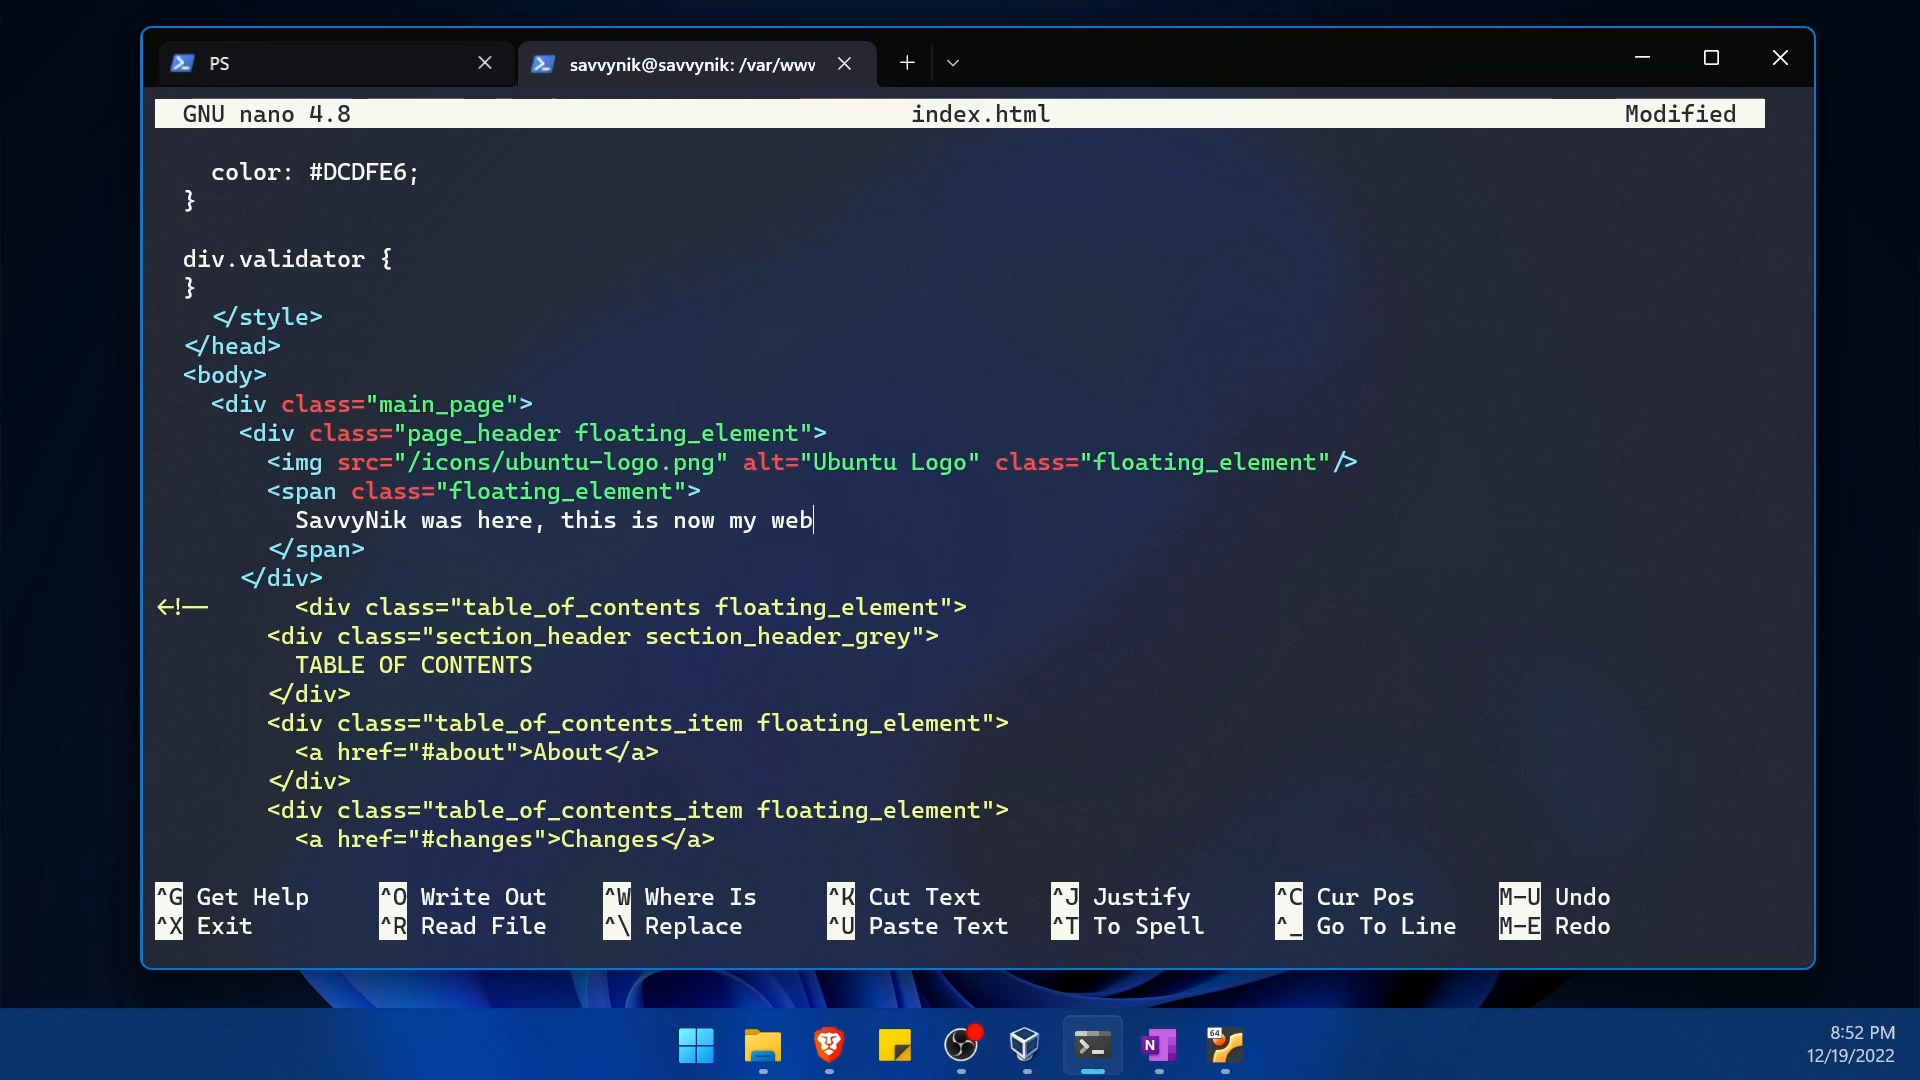 PS
savvynik@savvynik: /var/www
GNU nano 4.8 index.html Modified
color: #DCDFE6;
}
div.validator {
}
</style>
</head>
<body>
<div class="main_page">
<div class="page_header floating_element">
<img src="/icons/ubuntu-logo.png" alt="Ubuntu Logo" class="floating_element"/>
<span class="floating_element">
SavvyNik was here, this is now my web
</span>
</div>
<!-- <div class="table_of_contents floating_element">
<div class="section_header section_header_grey">
TABLE OF CONTENTS
</div>
<div class="table_of_contents_item floating_element">
<a href="#about">About</a>
</div>
<div class="table_of_contents_item floating_element">
<a href="#changes">Changes</a>
^G Get Help ^O Write Out ^W Where Is ^K Cut Text ^J Justify ^C Cur Pos M-U Undo
^X Exit ^R Read File ^\ Replace ^U Paste Text ^T To Spell ^_ Go To Line M-E Redo
N
64
8:52 PM
12/19/2022